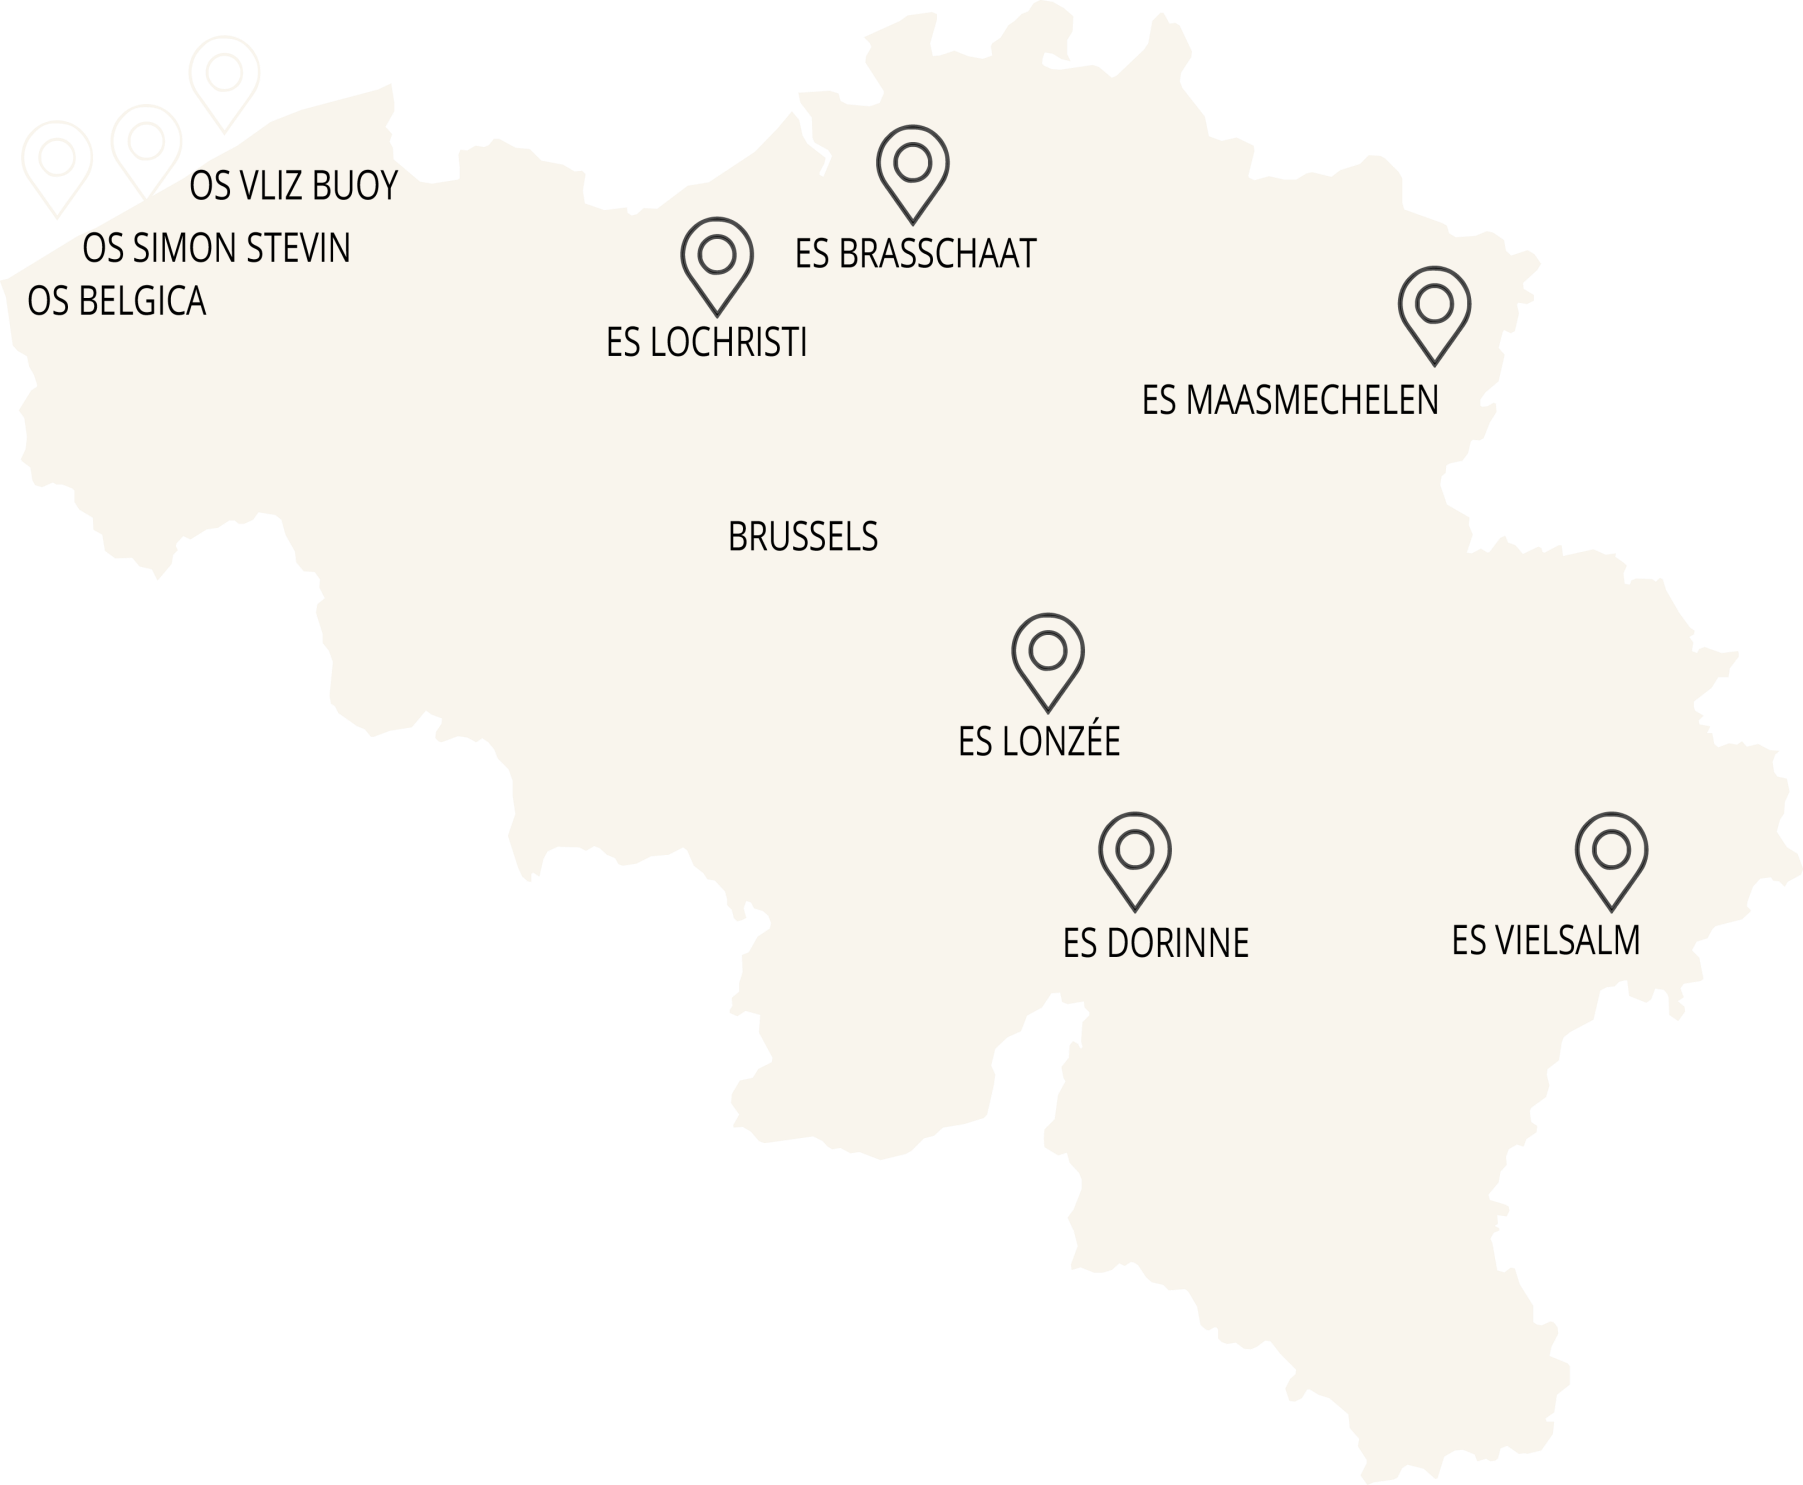 OS VLIZ BUOY
OS SIMON STEVIN
OS BELGICA
ES BRASSCHAAT
ES LOCHRISTI
ES MAASMECHELEN
BRUSSELS
ES LONZÉE
ES DORINNE
ES VIELSALM